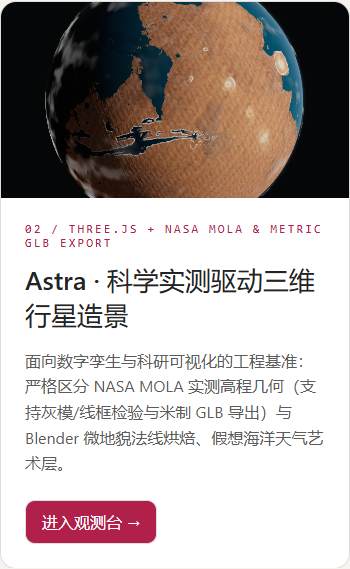 02 / THREE.JS + NASA MOLA & METRIC
GLB EXPORT
Astra · 科学实测驱动三维
行星造景
面向数字孪生与科研可视化的工程基准：
严格区分 NASA MOLA 实测高程几何（支
持灰模/线框检验与米制 GLB 导出）与
Blender 微地貌法线烘焙、假想海洋天气艺
术层。
进入观测台 →